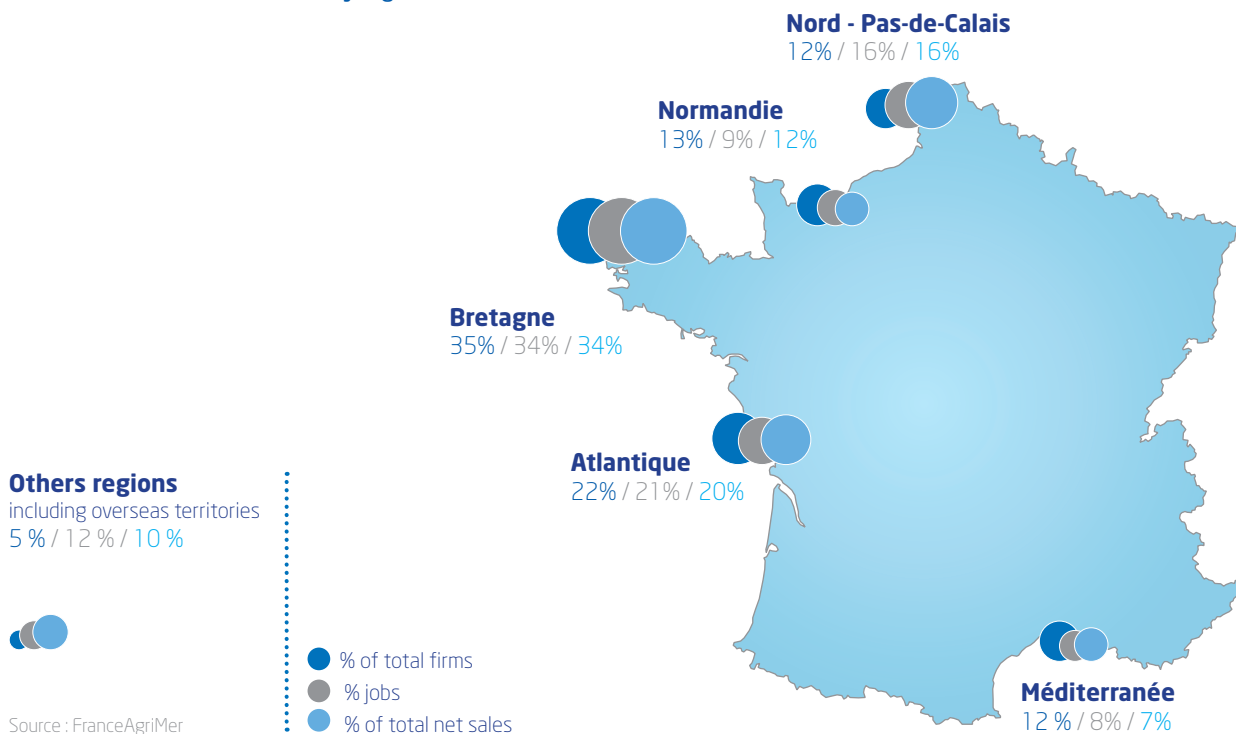 Nord - Pas-de-Calais
12% / 16% / 16%
Normandie
13% / 9% / 12%
Bretagne
35% / 34% / 34%
Atlantique
22% / 21% / 20%
Others regions
including overseas territories
5 % / 12 % / 10 %
% of total firms
% jobs
% of total net sales
Méditerranée
12 % / 8% / 7%
Source : FranceAgriMer